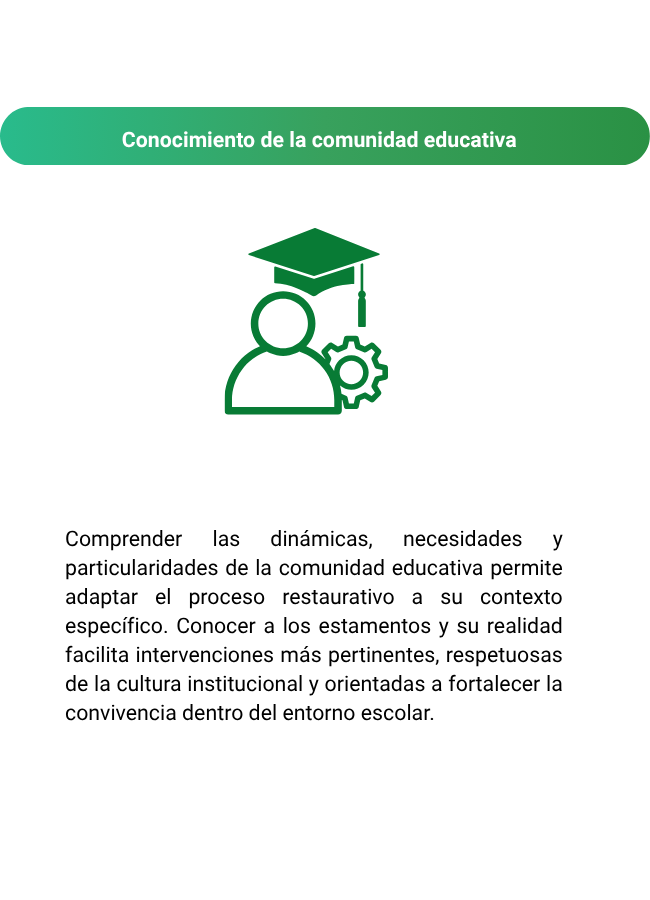 Conocimiento de la comunidad educativa
Comprender las dinámicas, necesidades y
particularidades de la comunidad educativa permite
adaptar el proceso restaurativo a su contexto
específico. Conocer a los estamentos y su realidad
facilita intervenciones más pertinentes, respetuosas
de la cultura institucional y orientadas a fortalecer la
convivencia dentro del entorno escolar.